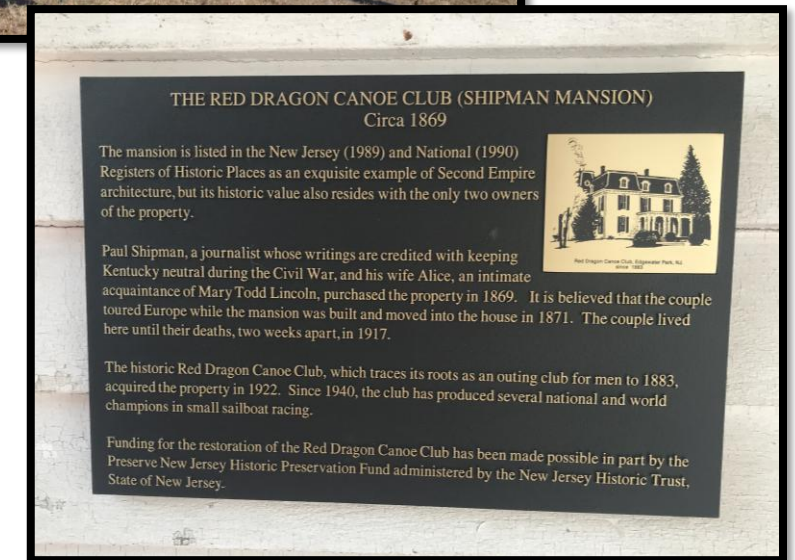 THE RED DRAGON CANOE CLUB (SHIPMAN MANSION)
Circa 1869
The mansion is listed in the New Jersey (1989) and National (1990)
Registers of Historic Places as an exquisite example of Second Empire
architecture, but its historic value also resides with the only two owners
of the property.
Red Dragon Canoe Club, Edgewater Park, NJ
since 1883
Paul Shipman, a journalist whose writings are credited with keeping
Kentucky neutral during the Civil War, and his wife Alice, an intimate
acquaintance of Mary Todd Lincoln, purchased the property in 1869. It is believed that the couple
toured Europe while the mansion was built and moved into the house in 1871. The couple lived
here until their deaths, two weeks apart, in 1917.
The historic Red Dragon Canoe Club, which traces its roots as an outing club for men to 1883,
acquired the property in 1922. Since 1940, the club has produced several national and world
champions in small sailboat racing.
Funding for the restoration of the Red Dragon Canoe Club has been made possible in part by the
Preserve New Jersey Historic Preservation Fund administered by the New Jersey Historic Trust,
State of New Jersey.